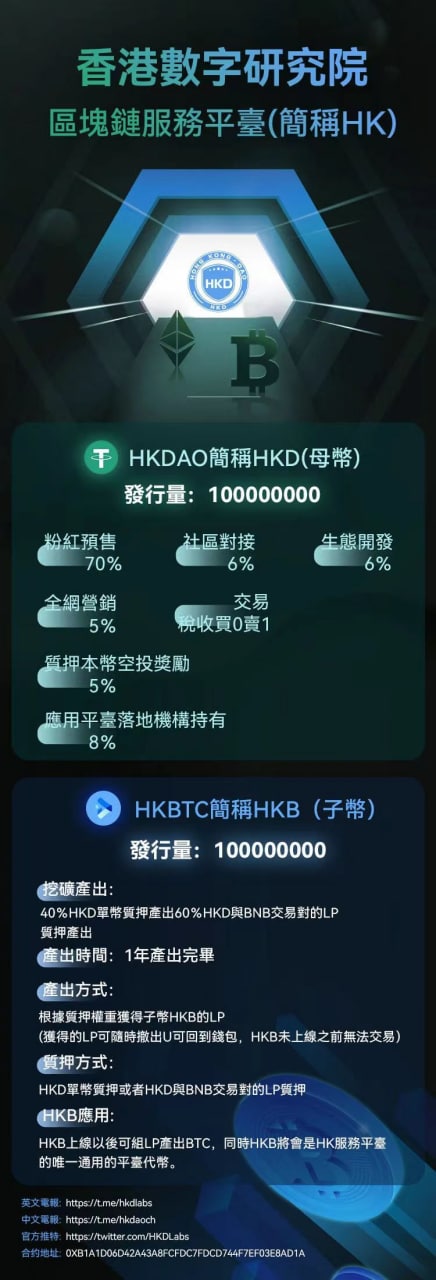 香港數字研究院
區塊鏈服務平臺(簡稱HK)
HONG KONG-DAO
HKD
HKD
HKDAO簡稱HKD(母幣)
發行量：100000000
粉紅預售
70%
社區對接
6%
生態開發
6%
全網營銷
5%
交易
稅收買0賣1
質押本幣空投獎勵
5%
應用平臺落地機構持有
8%
HKBTC簡稱HKB（子幣）
發行量：100000000
挖礦產出：
40%HKD單幣質押產出60%HKD與BNB交易對的LP
質押產出
產出時間：1年產出完畢
產出方式：
根據質押權重獲得子幣HKB的LP
(獲得的LP可隨時撤出U可回到錢包，HKB未上線之前無法交易)
質押方式：
HKD單幣質押或者HKD與BNB交易對的LP質押
HKB應用：
HKB上線以後可組LP產出BTC，同時HKB將會是HK服務平臺
的唯一通用的平臺代幣。
英文電報: https://t.me/hkdlabs
中文電報: https://t.me/hkdaoch
官方推特: https://twitter.com/HKDLabs
合約地址: 0XB1A1D06D42A43A8FCFDC7FDCD744F7EF03E8AD1A